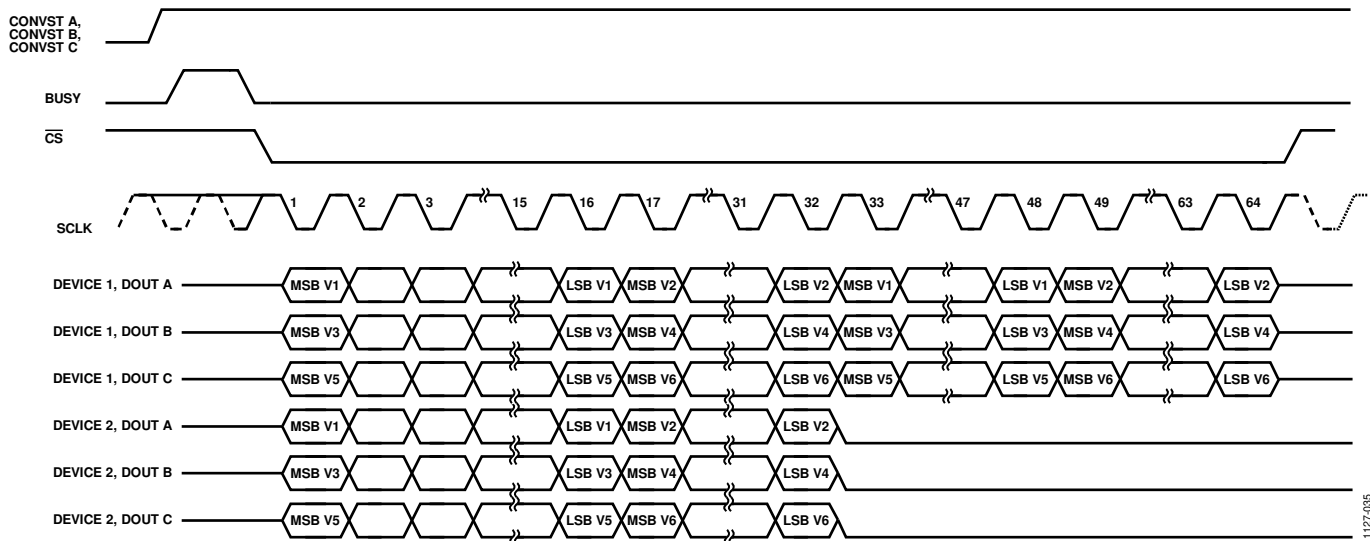 CONVST A,
CONVST B,
CONVST C
BUSY
CS
SCLK
1 2 3 15 16 17 31 32 33 47 48 49 63 64
DEVICE 1, DOUT A MSB V1 LSB V1 MSB V2 LSB V2 MSB V1 LSB V1 MSB V2 LSB V2
DEVICE 1, DOUT B MSB V3 LSB V3 MSB V4 LSB V4 MSB V3 LSB V3 MSB V4 LSB V4
DEVICE 1, DOUT C MSB V5 LSB V5 MSB V6 LSB V6 MSB V5 LSB V5 MSB V6 LSB V6
DEVICE 2, DOUT A MSB V1 LSB V1 MSB V2 LSB V2
DEVICE 2, DOUT B MSB V3 LSB V3 MSB V4 LSB V4
DEVICE 2, DOUT C MSB V5 LSB V5 MSB V6 LSB V6
1127-035